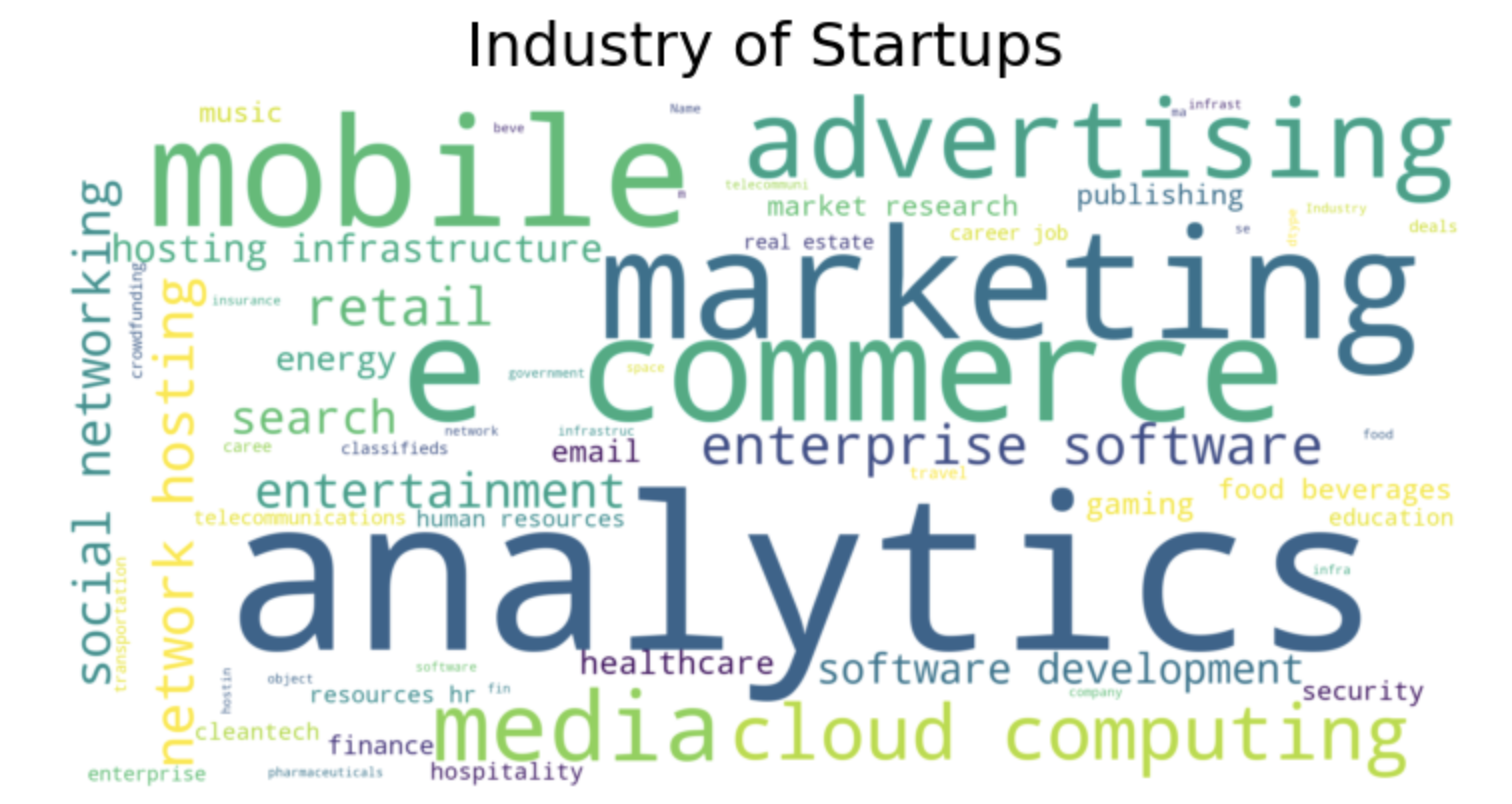 Industry of Startups
music
mobile
beve
Name
advertising
ma
infrast
telecommuni
m
market research
publishing
Industry
dtype
deals
social networking
hosting infrastructure
real estate
career job
se
marketing
crowdfunding
network hosting
insurance
retail
energy
e commerce
government
space
search
caree
classifieds
network
infrastruc
email
enterprise software
food
travel
entertainment
telecommunications
human resources
gaming
food beverages
education
analytics
infra
transportation
hostin
object
software
resources hr
fin
healthcare
software development
company
security
cleantech
finance
media
cloud computing
enterprise
pharmaceuticals
hospitality